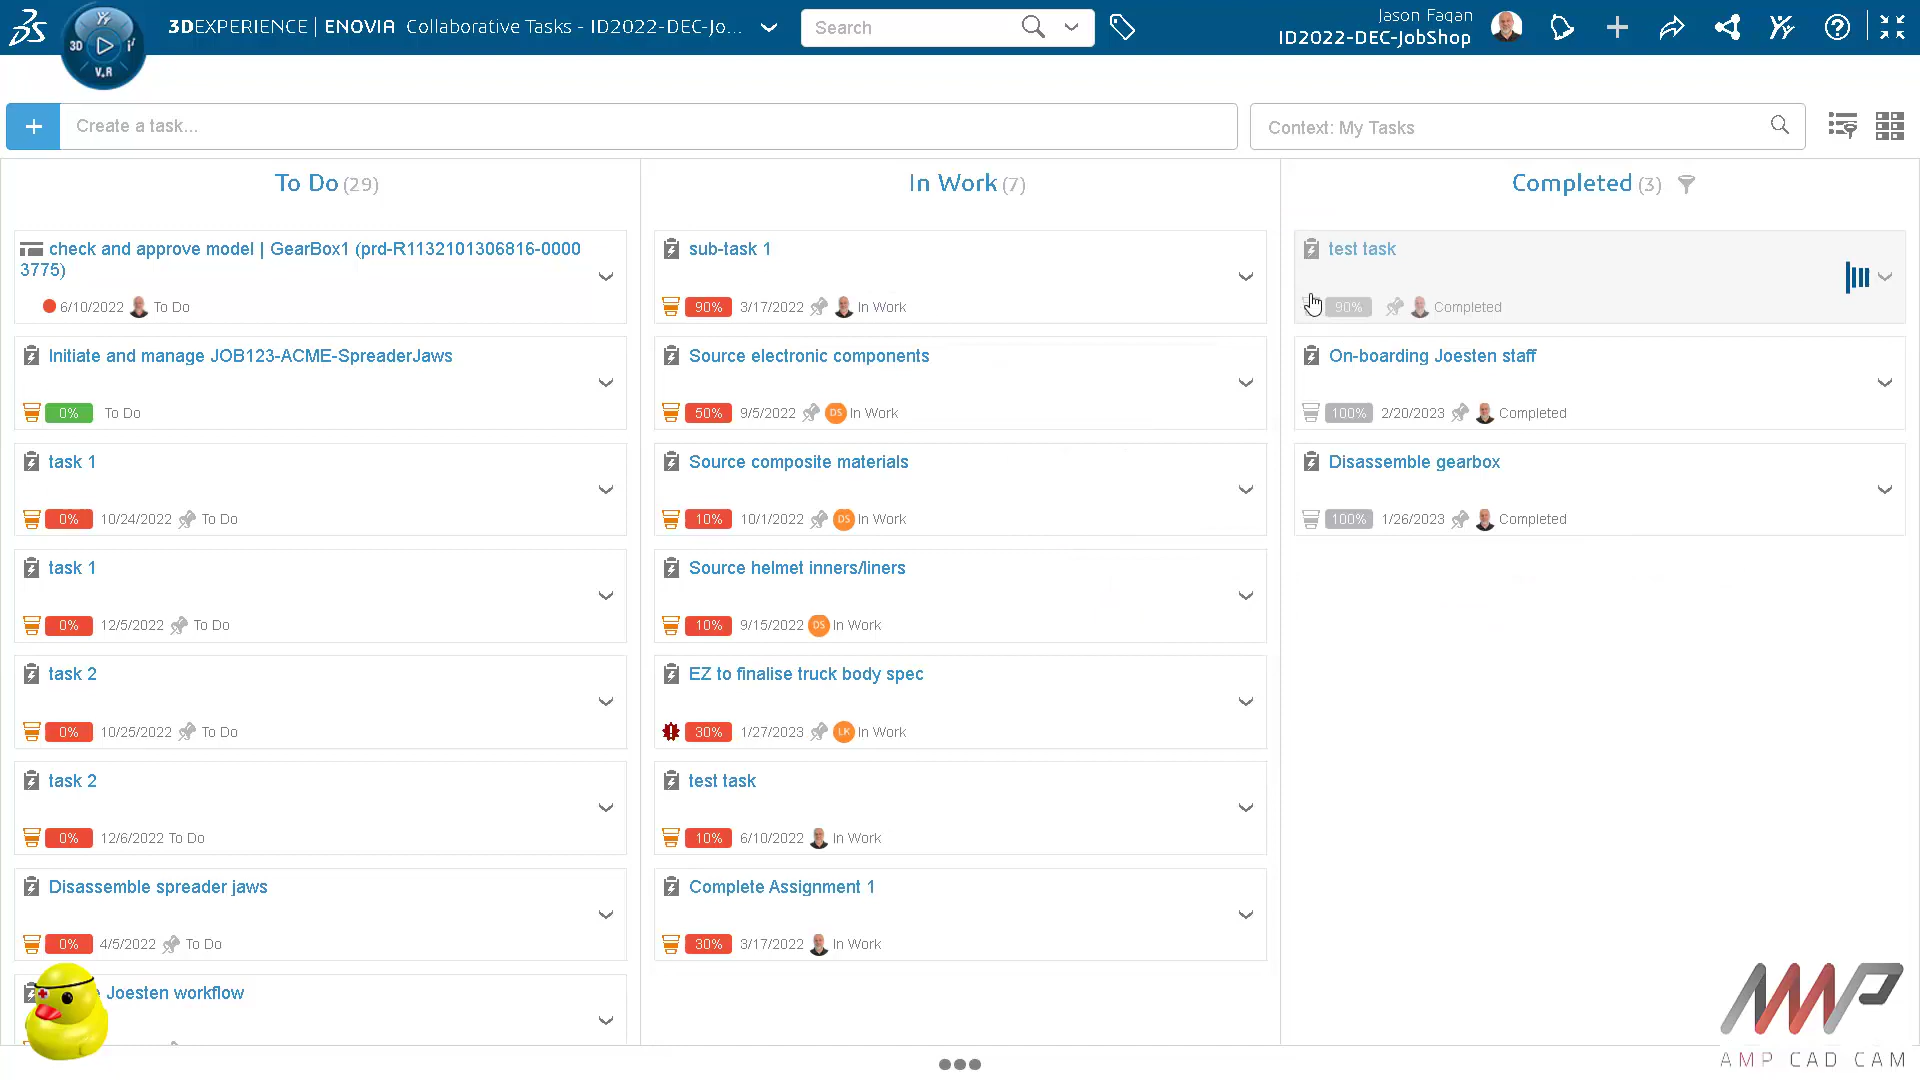 3DEXPERIENCE | ENOVIA Collaborative Tasks - ID2022-DEC-Jo...
Search
Jason Fagan
ID2022-DEC-JobShop
3D
V.R
Create a task...
Context: My Tasks
To Do (29)
check and approve model | GearBox1 (prd-R1132101306816-0000
3775)
6/10/2022 To Do
Initiate and manage JOB123-ACME-SpreaderJaws
0% To Do
task 1
0% 10/24/2022 To Do
task 1
0% 12/5/2022 To Do
task 2
0% 10/25/2022 To Do
task 2
0% 12/6/2022 To Do
Disassemble spreader jaws
0% 4/5/2022 To Do
Joesten workflow
In Work (7)
sub-task 1
90% 3/17/2022 In Work
Source electronic components
50% 9/5/2022 DS In Work
Source composite materials
10% 10/1/2022 DS In Work
Source helmet inners/liners
10% 9/15/2022 DS In Work
EZ to finalise truck body spec
30% 1/27/2023 LK In Work
test task
10% 6/10/2022 In Work
Complete Assignment 1
30% 3/17/2022 In Work
Completed (3)
test task
90% Completed
On-boarding Joesten staff
100% 2/20/2023 Completed
Disassemble gearbox
100% 1/26/2023 Completed
AMP
AMP CAD CAM